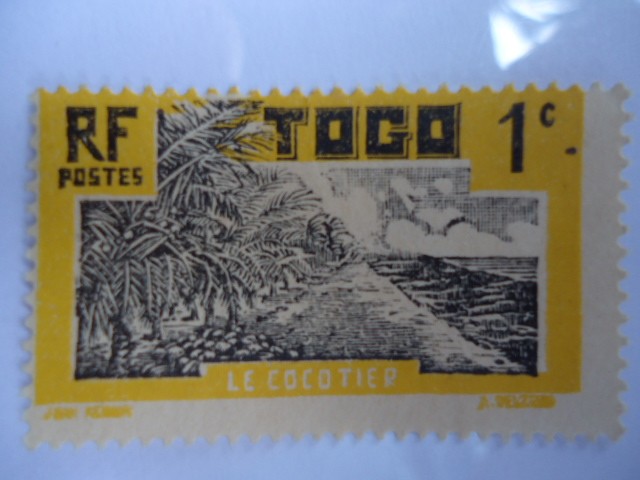 RF TOGO 1c
POSTES
LE COCOTIER